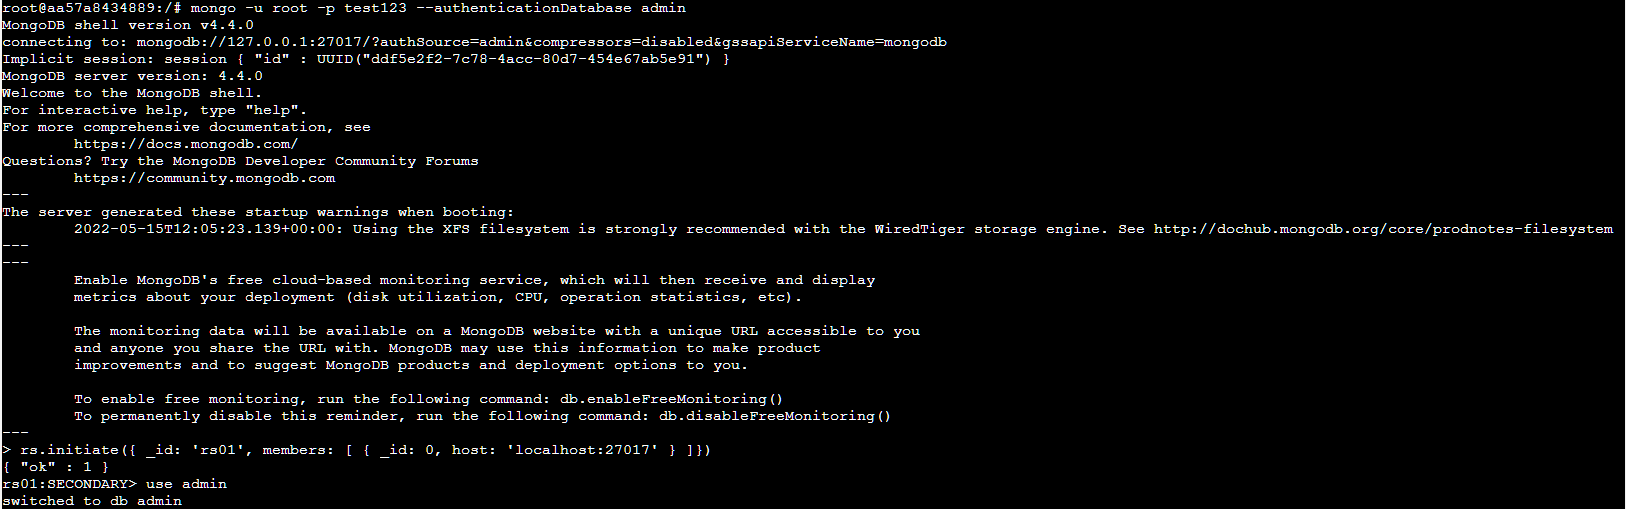 root@aa57a8434889:/# mongo -u root -p test123 --authenticationDatabase admin
MongoDB shell version v4.4.0
connecting to: mongodb://127.0.0.1:27017/?authSource=admin&compressors=disabled&gssapiServiceName=mongodb
Implicit session: session { "id" : UUID("ddf5e2f2-7c78-4acc-80d7-454e67ab5e91") }
MongoDB server version: 4.4.0
Welcome to the MongoDB shell.
For interactive help, type "help".
For more comprehensive documentation, see
        https://docs.mongodb.com/
Questions? Try the MongoDB Developer Community Forums
        https://community.mongodb.com
---
The server generated these startup warnings when booting:
        2022-05-15T12:05:23.139+00:00: Using the XFS filesystem is strongly recommended with the WiredTiger storage engine. See http://dochub.mongodb.org/core/prodnotes-filesystem
---
---
        Enable MongoDB's free cloud-based monitoring service, which will then receive and display
        metrics about your deployment (disk utilization, CPU, operation statistics, etc).

        The monitoring data will be available on a MongoDB website with a unique URL accessible to you
        and anyone you share the URL with. MongoDB may use this information to make product
        improvements and to suggest MongoDB products and deployment options to you.

        To enable free monitoring, run the following command: db.enableFreeMonitoring()
        To permanently disable this reminder, run the following command: db.disableFreeMonitoring()
---
> rs.initiate({ _id: 'rs01', members: [ { _id: 0, host: 'localhost:27017' } ]})
{ "ok" : 1 }
rs01:SECONDARY> use admin
switched to db admin